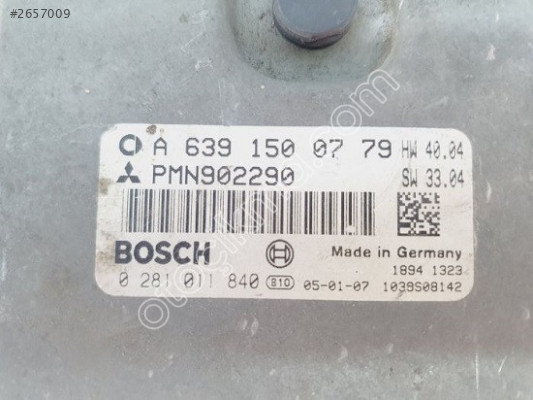 #2657009
A 639 150 07 79 HW 40.04
PMN902290 SW 33.04
BOSCH Made in Germany
1894 1323
0 281 011 840 810 05-01-07 1039S08142